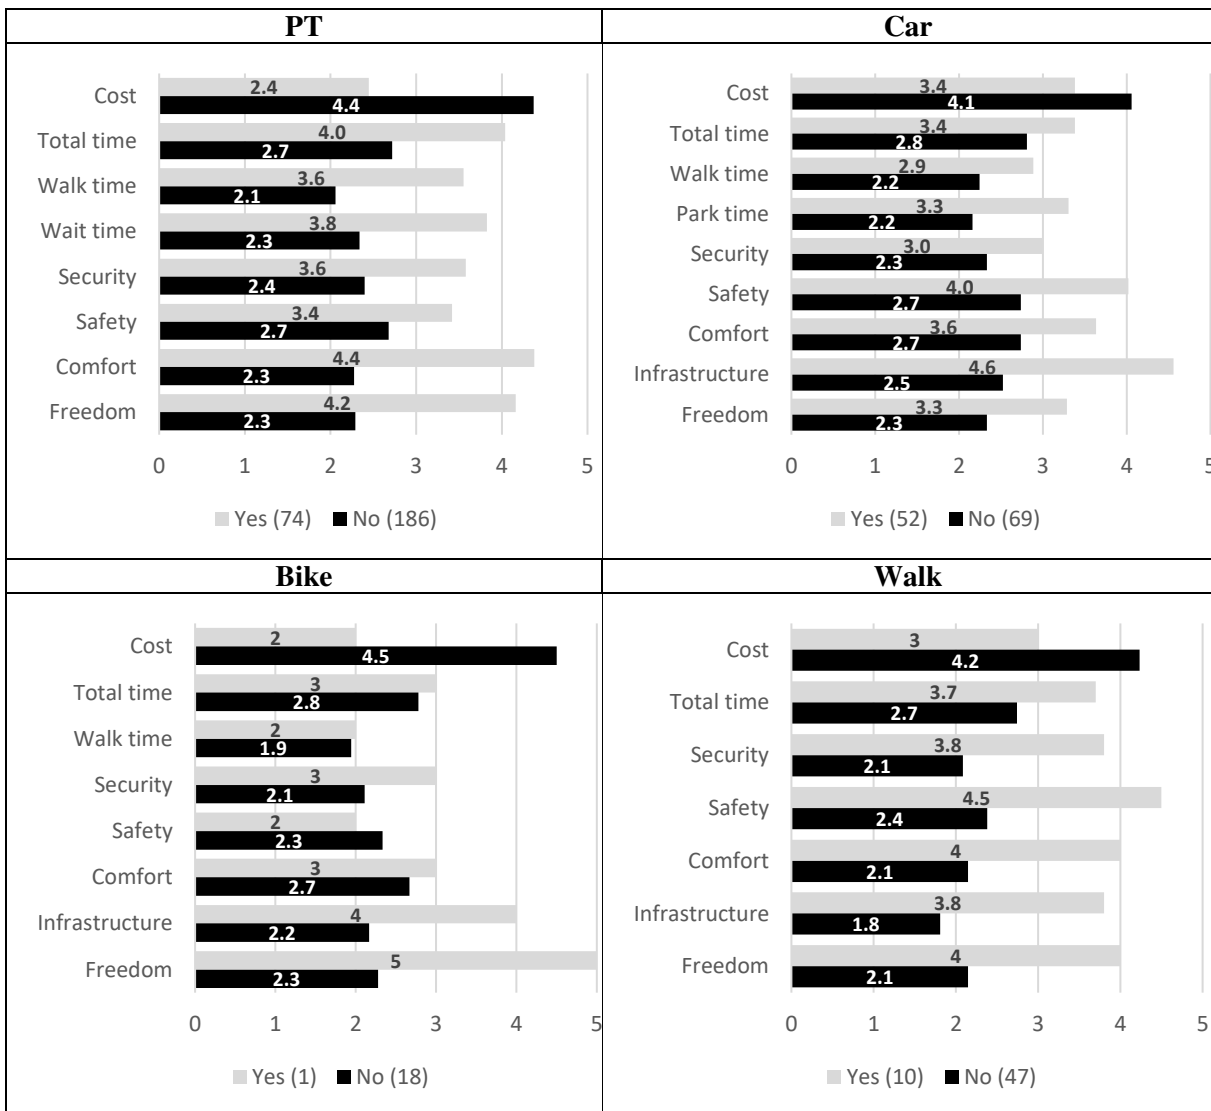 PT
Cost
2.4
4.4
Total time
4.0
2.7
Walk time
3.6
2.1
Wait time
3.8
2.3
Security
3.6
2.4
Safety
3.4
2.7
Comfort
4.4
2.3
Freedom
4.2
2.3
0 1 2 3 4 5
Yes (74) No (186)
Car
Cost
3.4
4.1
Total time
3.4
2.8
Walk time
2.9
2.2
Park time
3.3
2.2
Security
3.0
2.3
Safety
4.0
2.7
Comfort
3.6
2.7
Infrastructure
4.6
2.5
Freedom
3.3
2.3
0 1 2 3 4 5
Yes (52) No (69)
Bike
Cost
2
4.5
Total time
3
2.8
Walk time
2
1.9
Security
3
2.1
Safety
2
2.3
Comfort
3
2.7
Infrastructure
4
2.2
Freedom
5
2.3
0 1 2 3 4 5
Yes (1) No (18)
Walk
Cost
3
4.2
Total time
3.7
2.7
Security
3.8
2.1
Safety
4.5
2.4
Comfort
4
2.1
Infrastructure
3.8
1.8
Freedom
4
2.1
0 1 2 3 4 5
Yes (10) No (47)